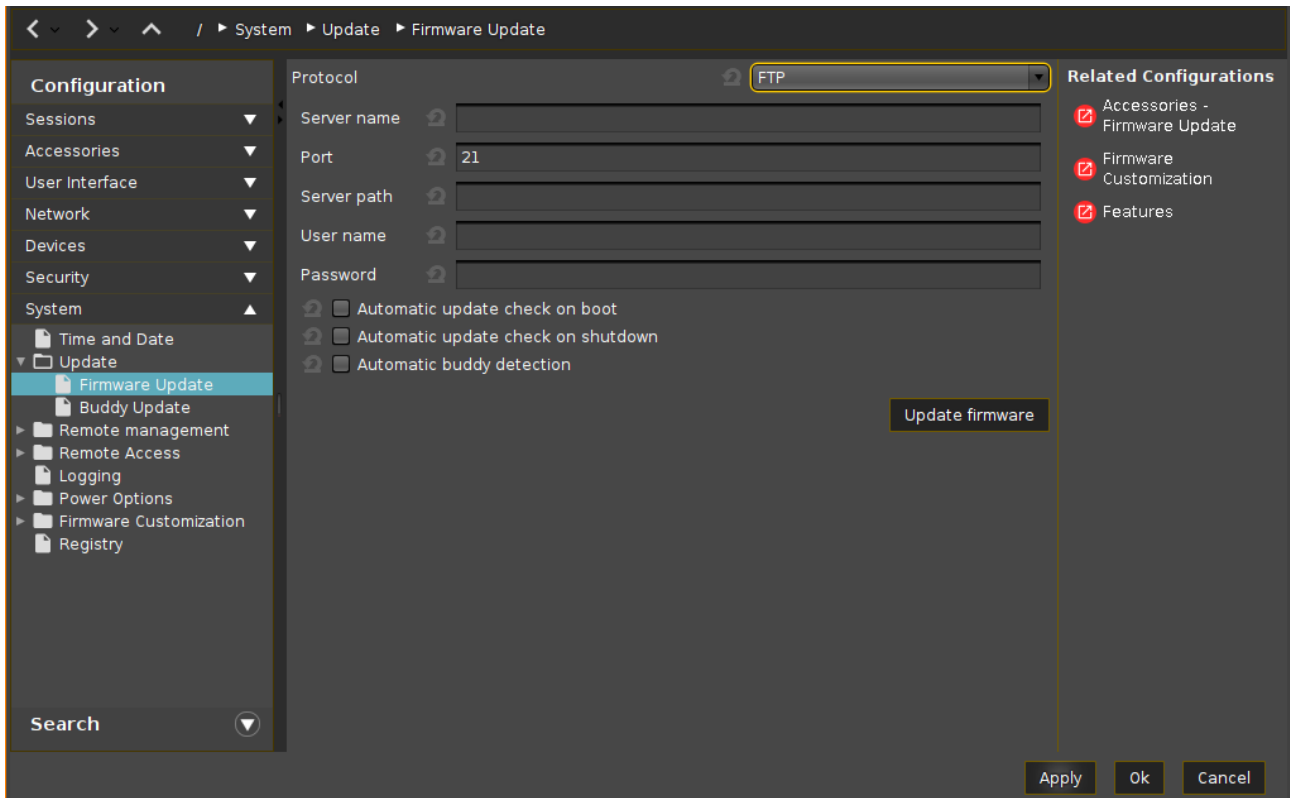 / System Update Firmware Update
Configuration
Sessions
Accessories
User Interface
Network
Devices
Security
System
Time and Date
Update
Firmware Update
Buddy Update
Remote management
Remote Access
Logging
Power Options
Firmware Customization
Registry
Search
Protocol FTP
Server name
Port 21
Server path
User name
Password
Automatic update check on boot
Automatic update check on shutdown
Automatic buddy detection
Update firmware
Related Configurations
Accessories -
Firmware Update
Firmware
Customization
Features
Apply Ok Cancel